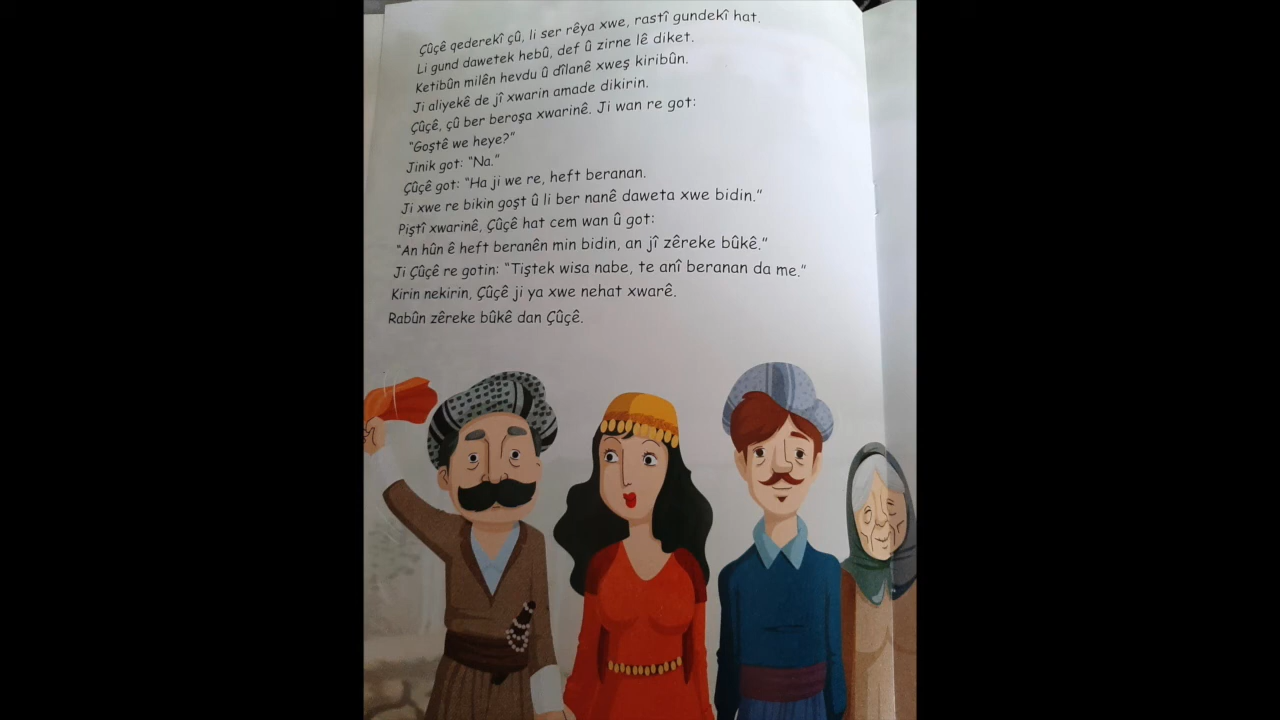 Çûçê qederekî çû, li ser rêya xwe, rastî gundekî hat.
Li gund dawetek hebû, def û zirne lê diket.
Ketibûn milên hevdu û dîlanê xweş kiribûn.
Ji aliyekê de jî xwarin amade dikirin.
Çûçê, çû ber beroşa xwarinê. Ji wan re got:
"Goştê we heye?"
Jinik got: "Na."
Çûçê got: "Ha ji we re, heft beranan.
Ji xwe re bikin goşt û li ber nanê daweta xwe bidin."
Piştî xwarinê, Çûçê hat cem wan û got:
"An hûn ê heft beranên min bidin, an jî zêreke bûkê."
Ji Çûçê re gotin: "Tiştek wisa nabe, te anî beranan da me."
Kirin nekirin, Çûçê ji ya xwe nehat xwarê.
Rabûn zêreke bûkê dan Çûçê.